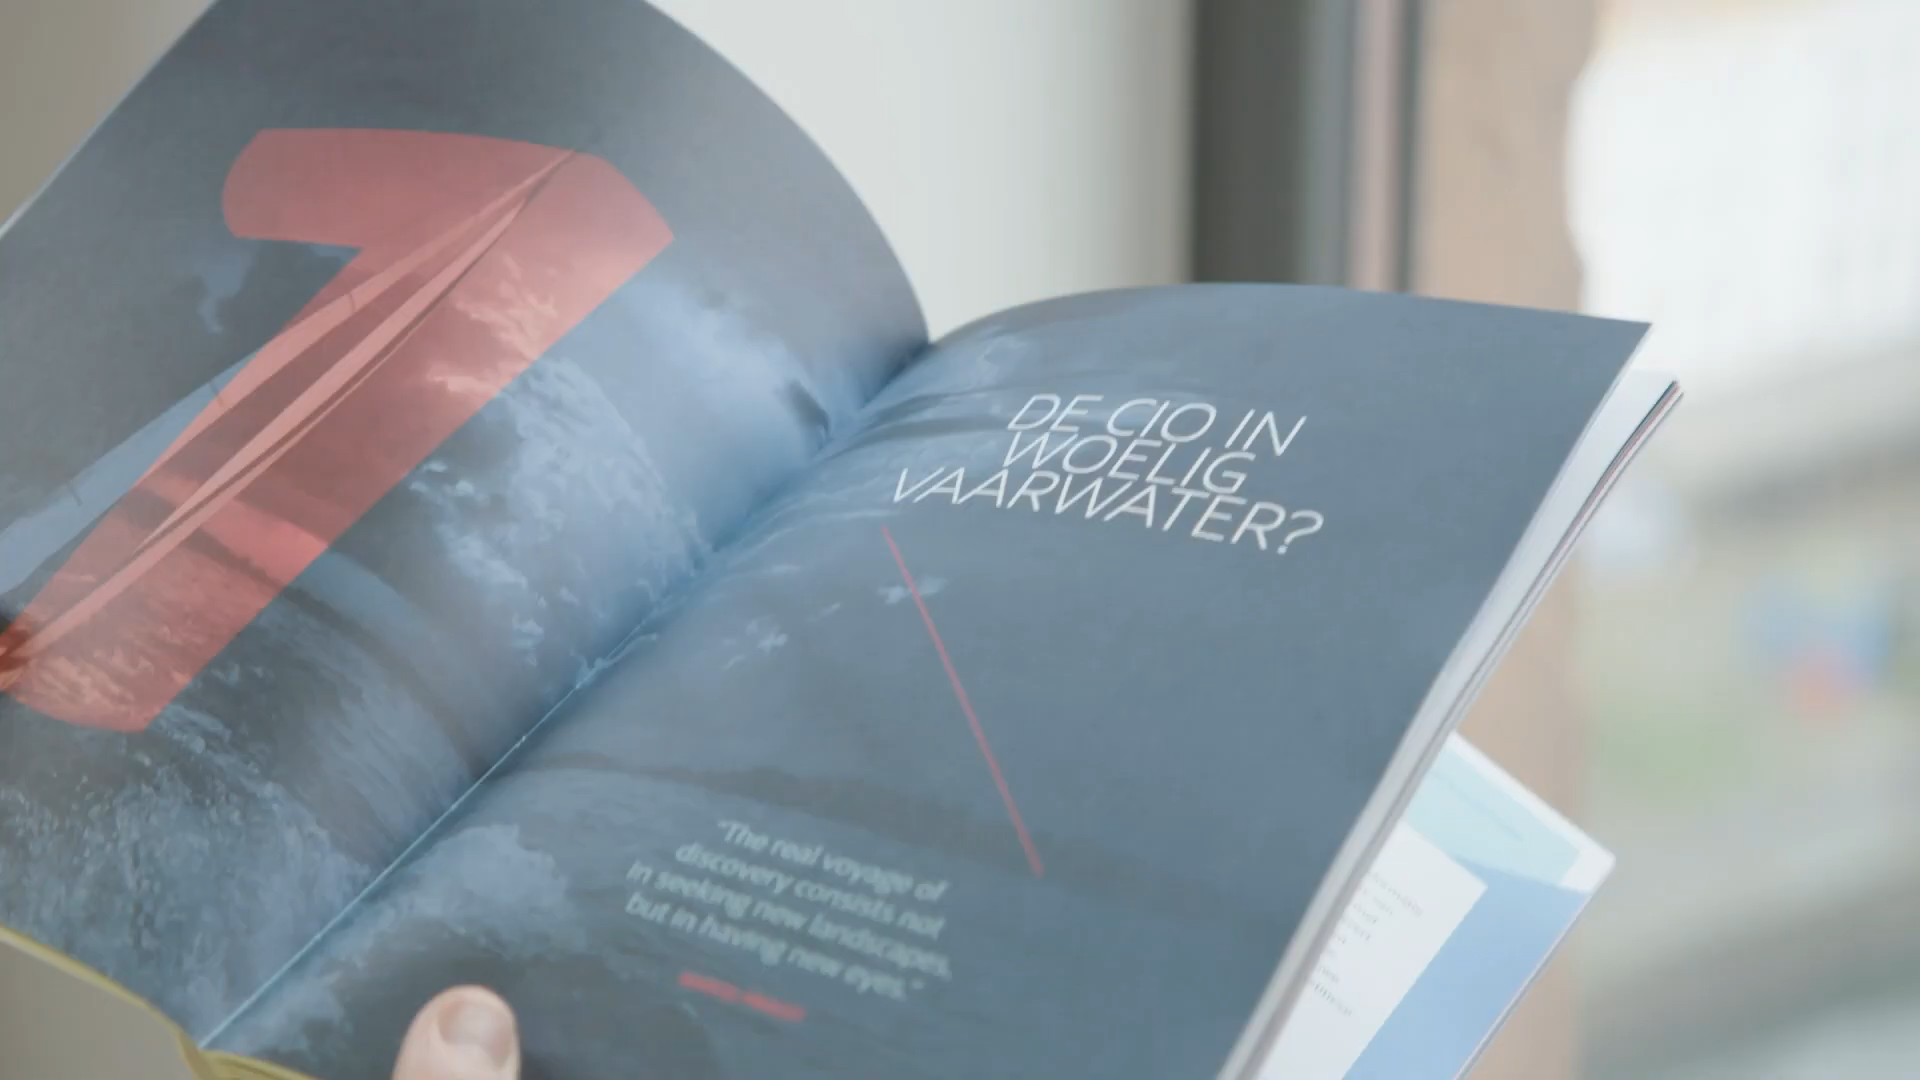 1
DE CIO IN
WOELIG
VAARWATER?
"The real voyage of
discovery consists not
in seeking new landscapes,
but in having new eyes."